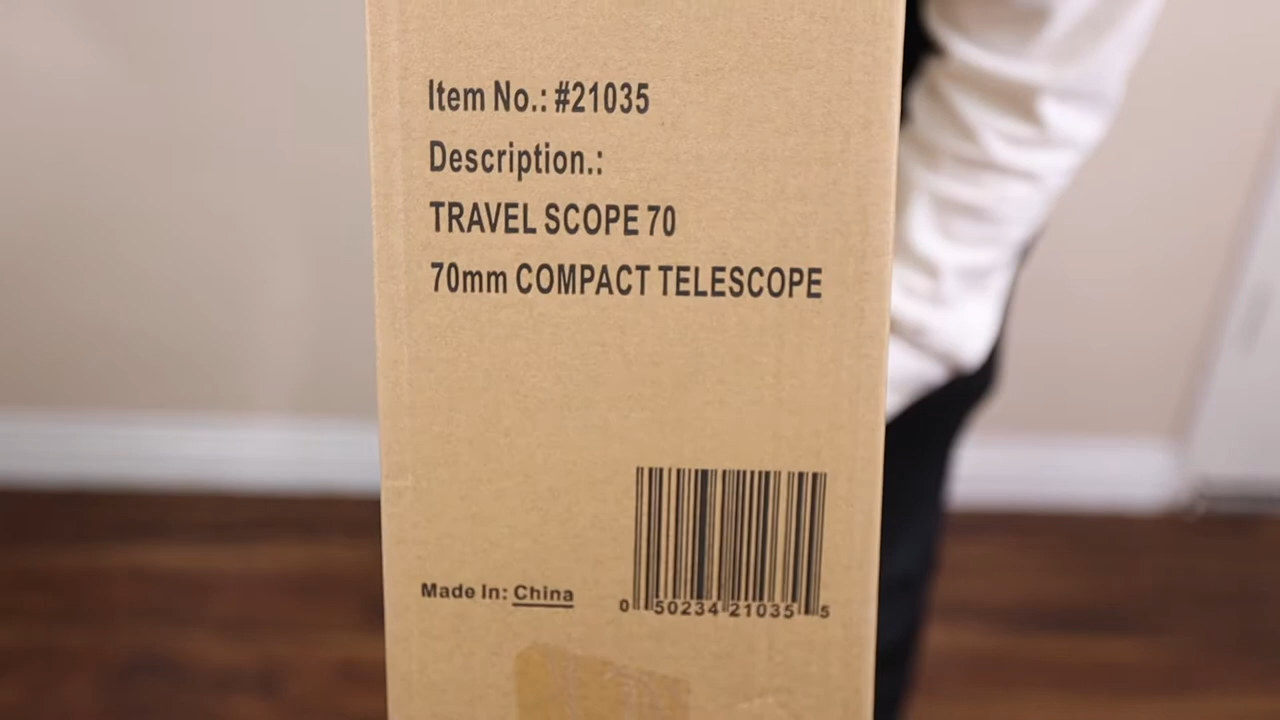 Item No.: #21035
Description.:
TRAVEL SCOPE 70
70mm COMPACT TELESCOPE
Made In: China
0 50234 21035 5